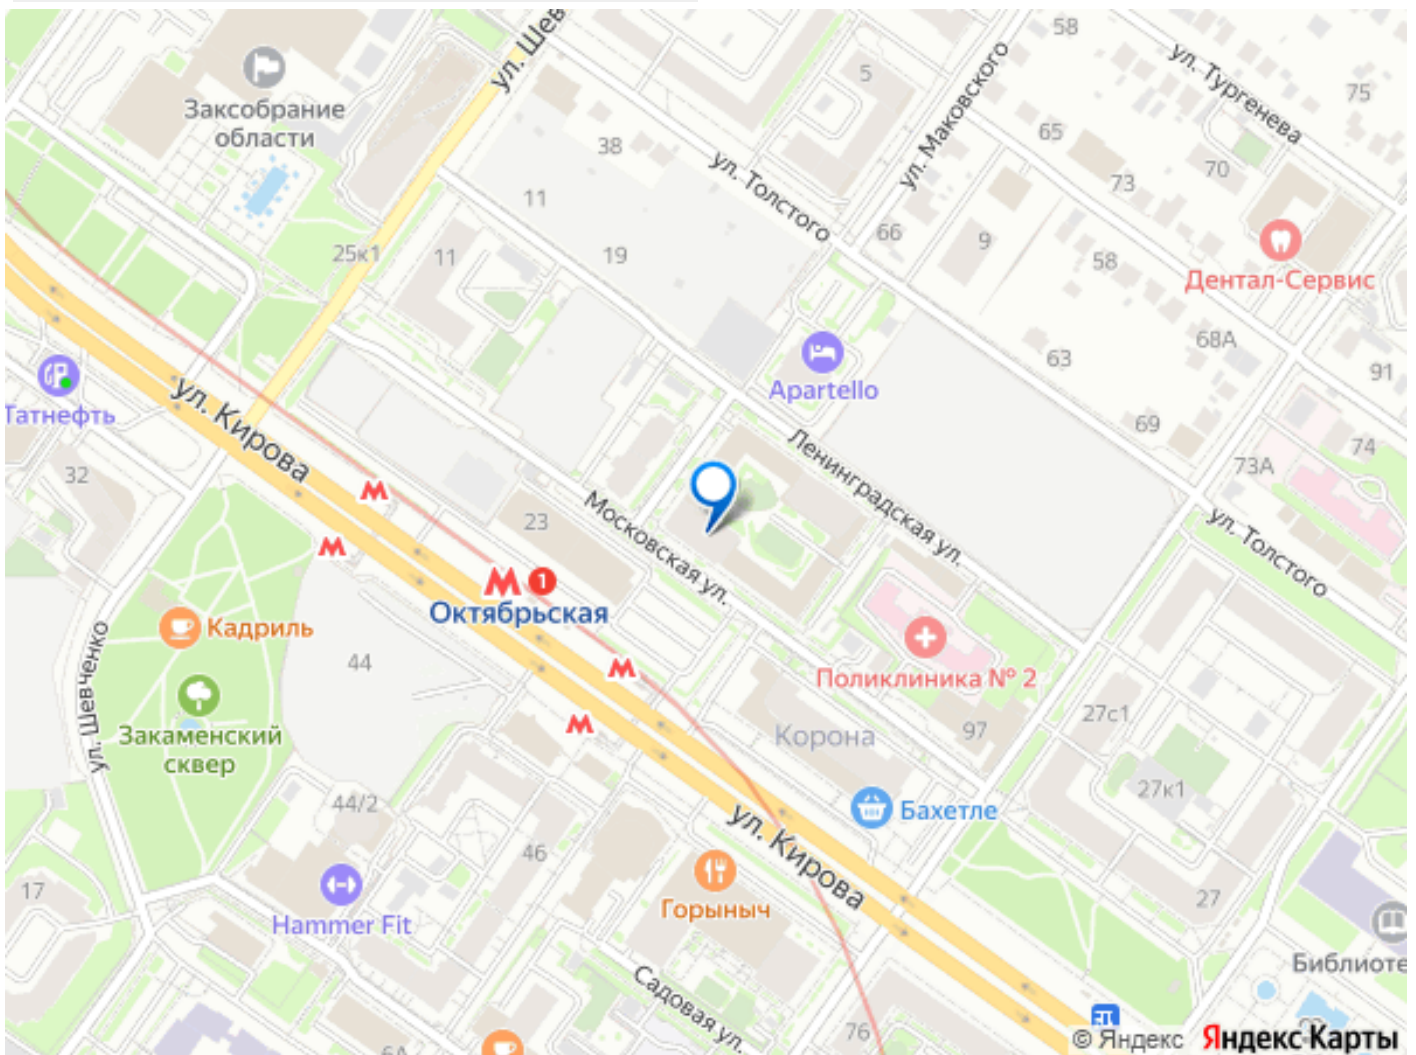 ул. Шев
58
ул. Тургенева
5
75
Заксобрание
области
ул. Маковского
65
38
ул. Толстого
70
73
11
66
9
25к1
11
19
58
Дентал-Сервис
68А
63
91
Татнефть
ул. Кирова
Apartello
69
Ленинградская ул.
74
32
73А
М
23
Московская ул.
ул. Толстого
М
М 1
Октябрьская
Кадриль
ул. Шевченко
44
М
Поликлиника № 2
27с1
Закаменский
сквер
М
Корона
97
44/2
27к1
ул. Кирова
Бахетле
46
17
Горыныч
27
Hammer Fit
Библиоте
Садовая ул.
76
6А
© Яндекс Яндекс Карты